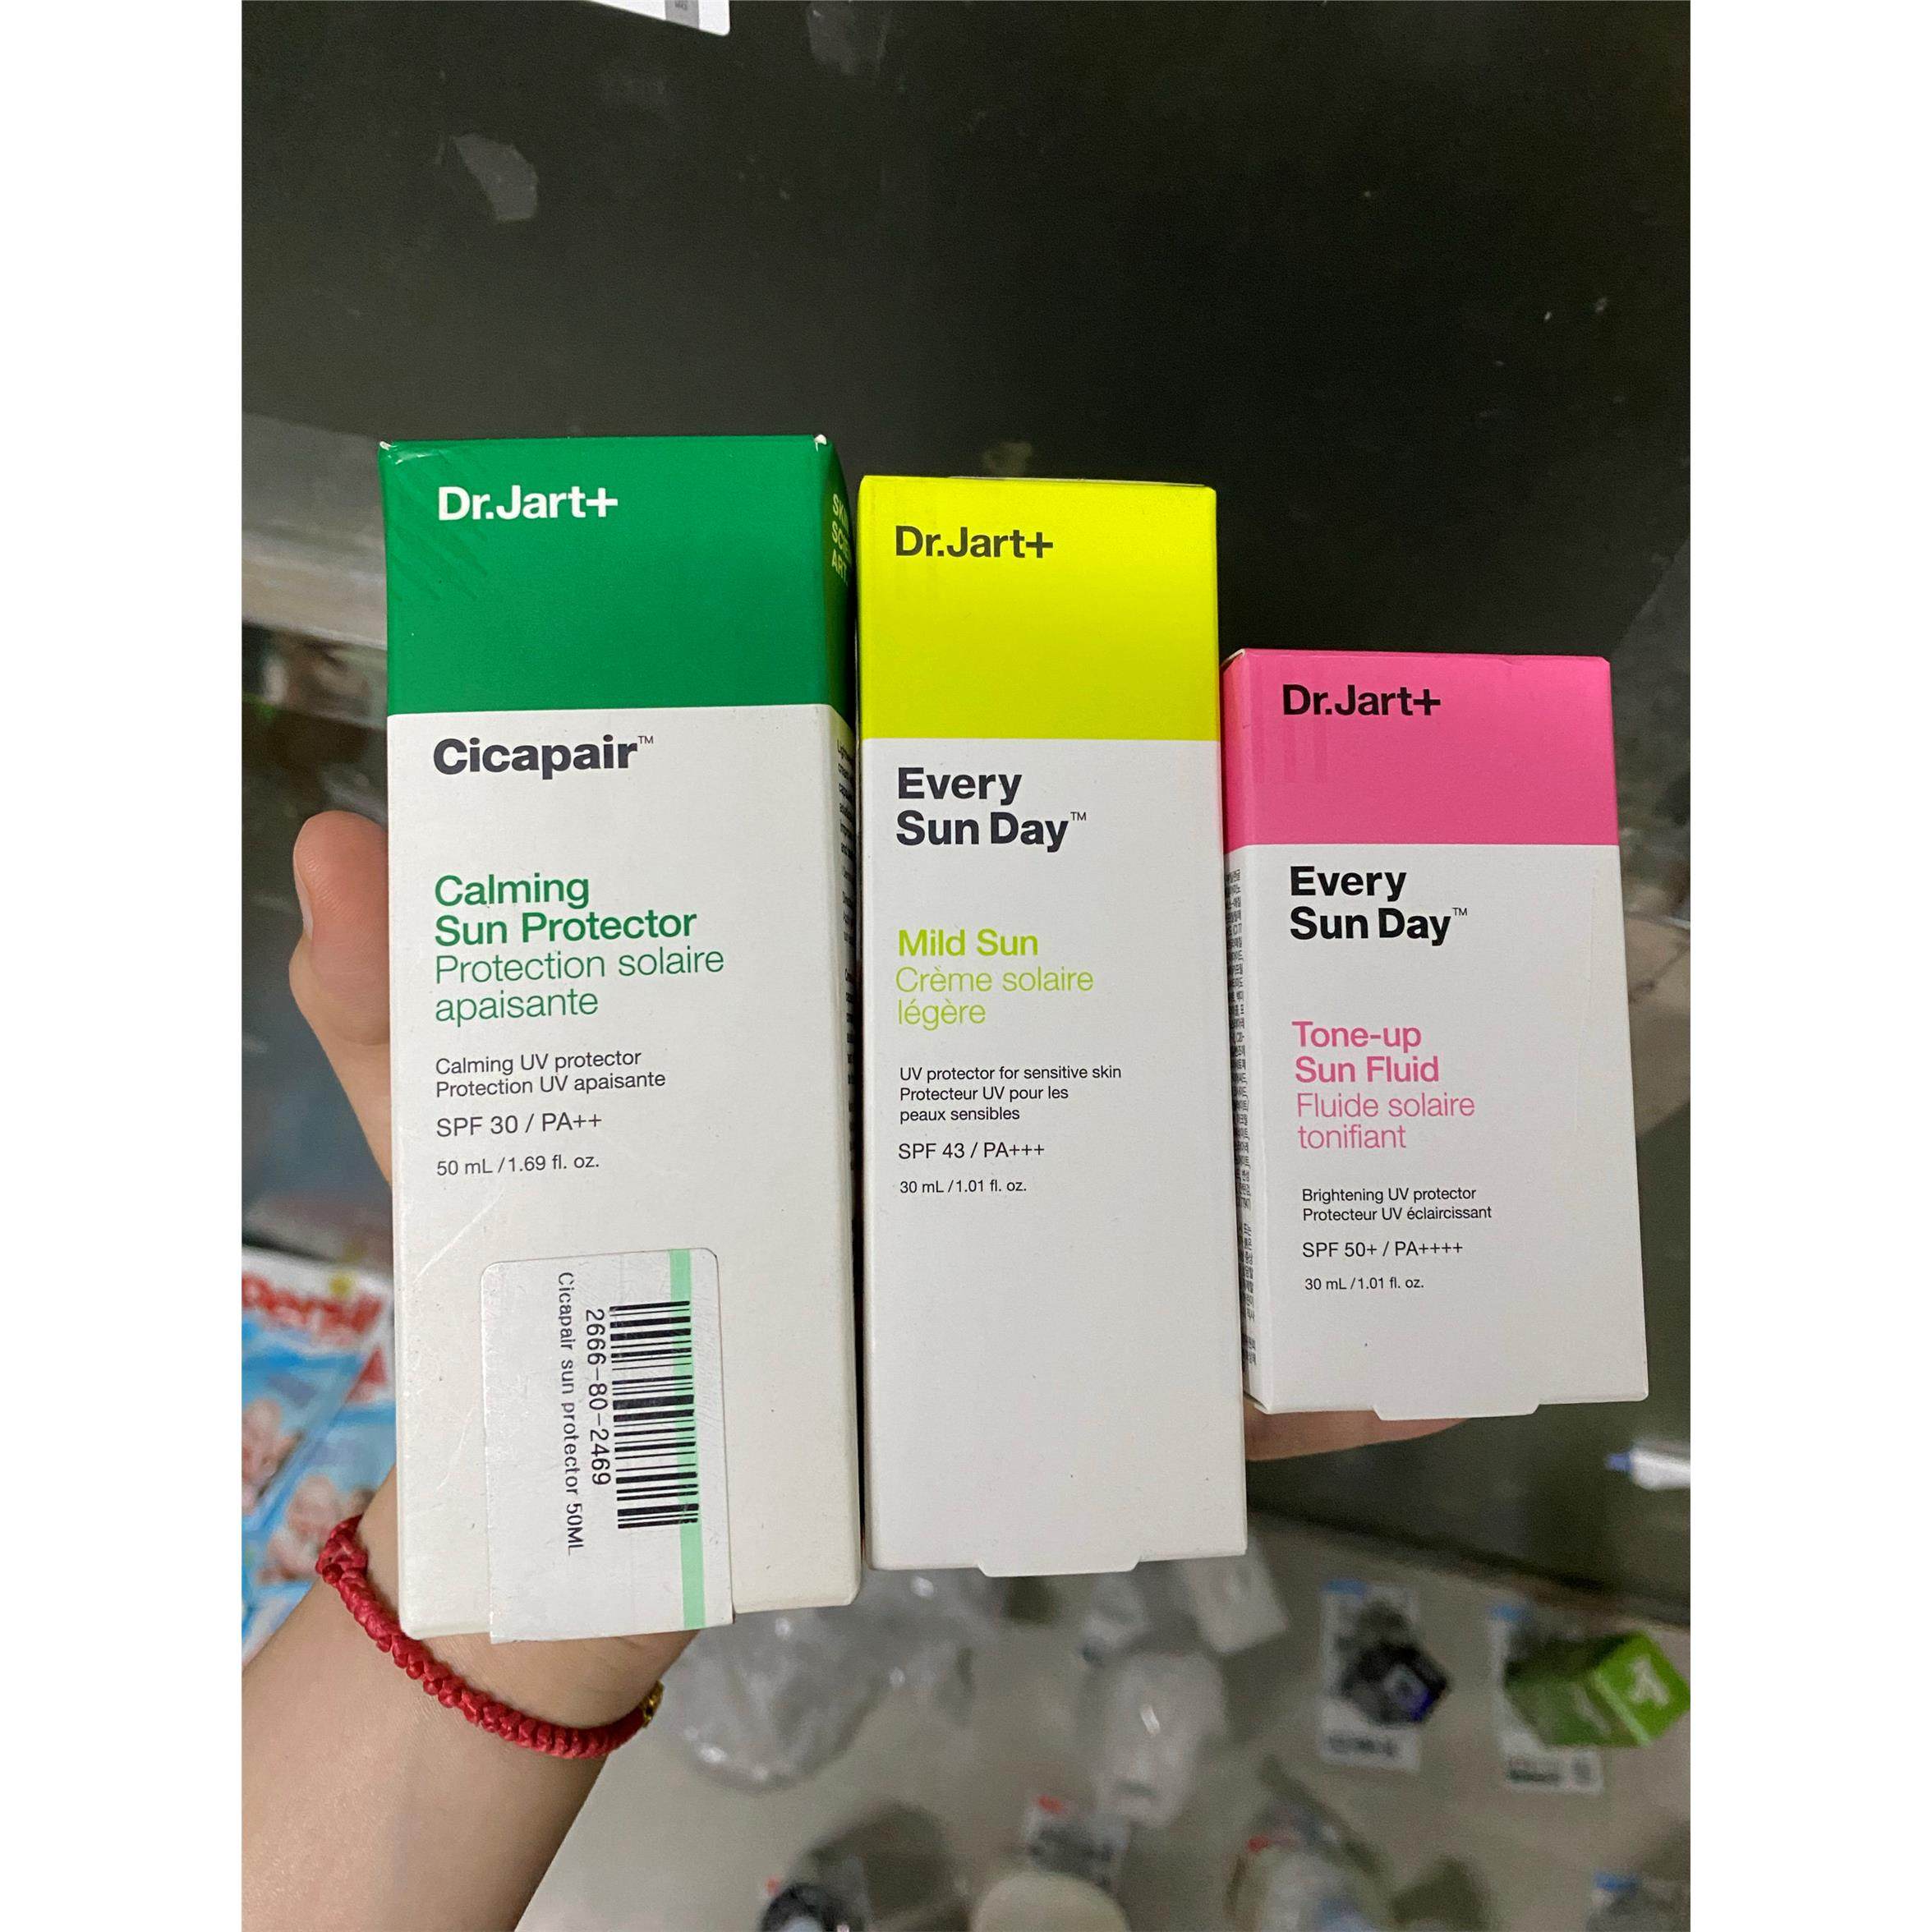 Dr.Jart+
Cicapair™
Calming
Sun Protector
Protection solaire
apaisante
Calming UV protector
Protection UV apaisante
SPF 30 / PA++
50 mL / 1.69 fl. oz.
2666-80-2469
Cicapair sun protector 50ML
Dr.Jart+
Every
Sun Day™
Mild Sun
Crème solaire
légère
UV protector for sensitive skin
Protecteur UV pour les
peaux sensibles
SPF 43 / PA+++
30 mL / 1.01 fl. oz.
Dr.Jart+
Every
Sun Day™
Tone-up
Sun Fluid
Fluide solaire
tonifiant
Brightening UV protector
Protecteur UV éclaircissant
SPF 50+ / PA++++
30 mL / 1.01 fl. oz.